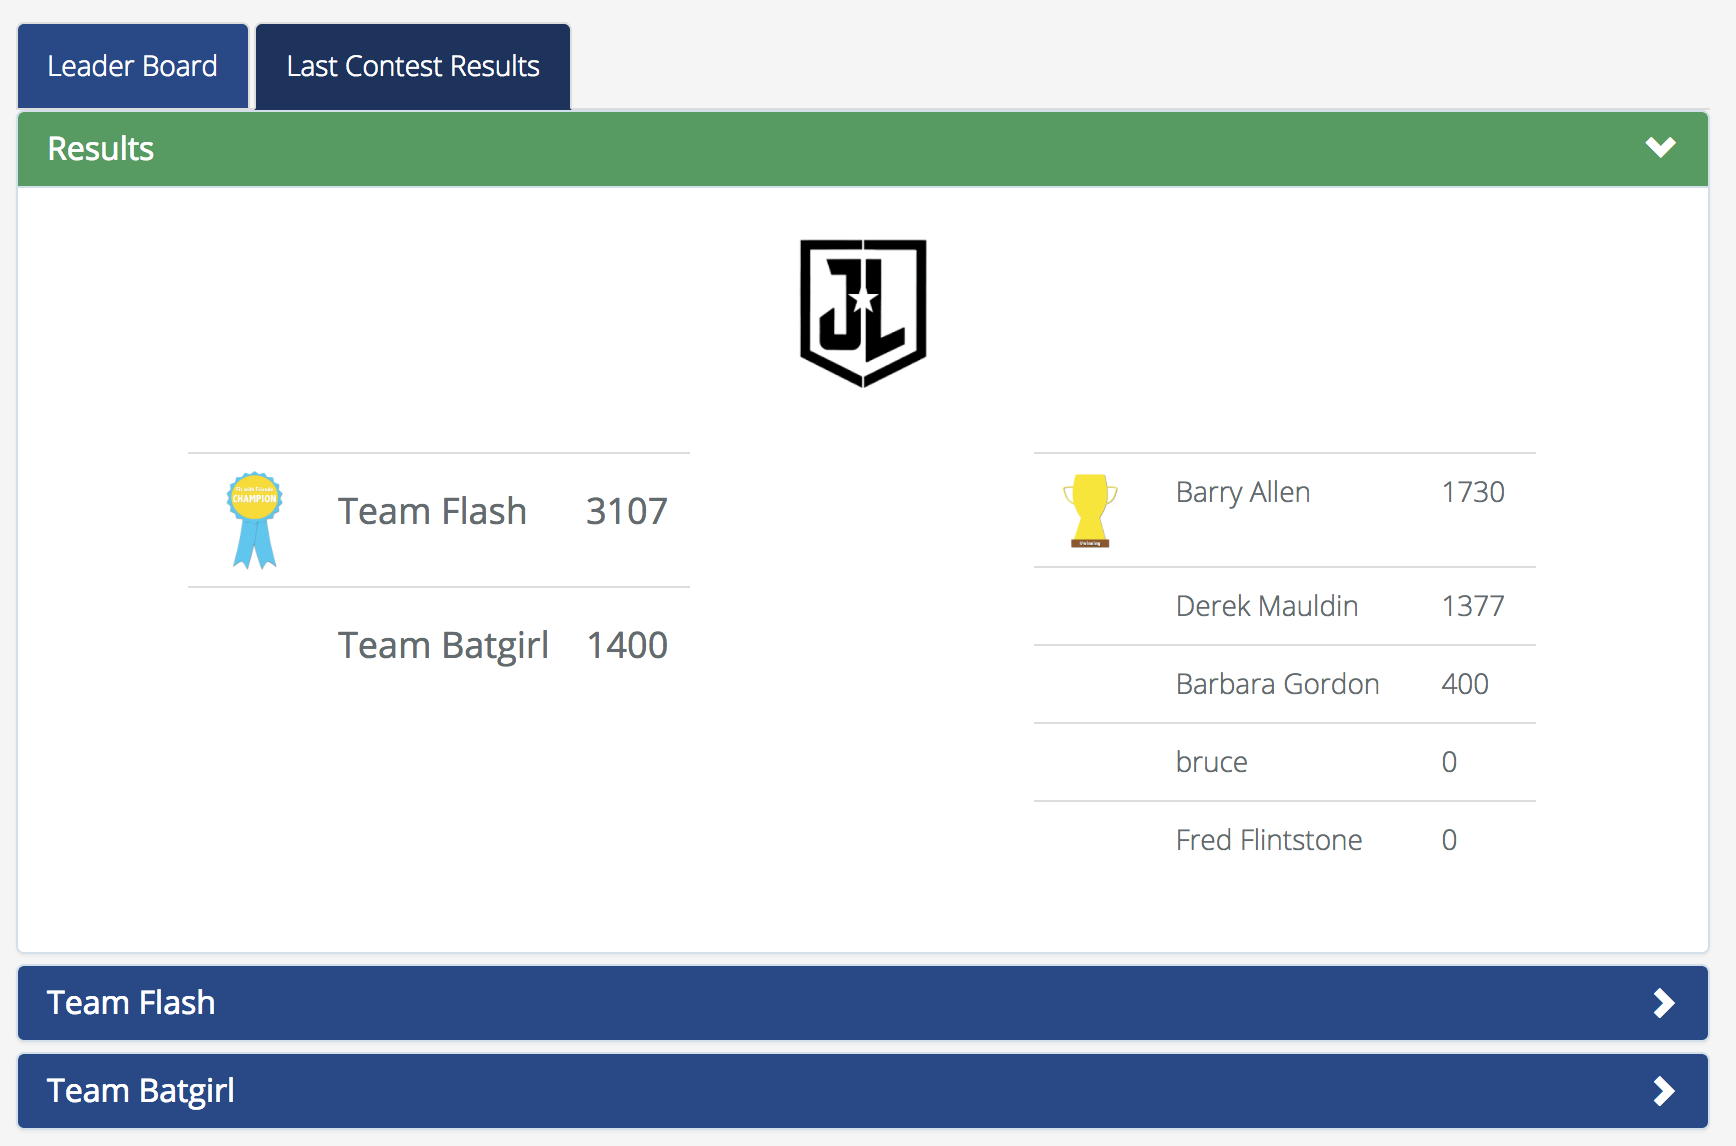 Leader Board
Last Contest Results
Results
JL
CHAMPION
Team Flash 3107
Team Batgirl 1400
Barry Allen 1730
Derek Mauldin 1377
Barbara Gordon 400
bruce 0
Fred Flintstone 0
Team Flash
Team Batgirl